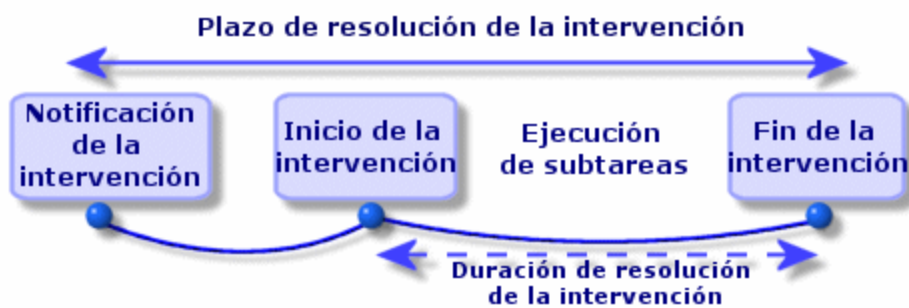 Plazo de resolución de la intervención
Notificación
de la
intervención
Inicio de la
intervención
Ejecución
de subtareas
Fin de la
intervención
Duración de resolución
de la intervención